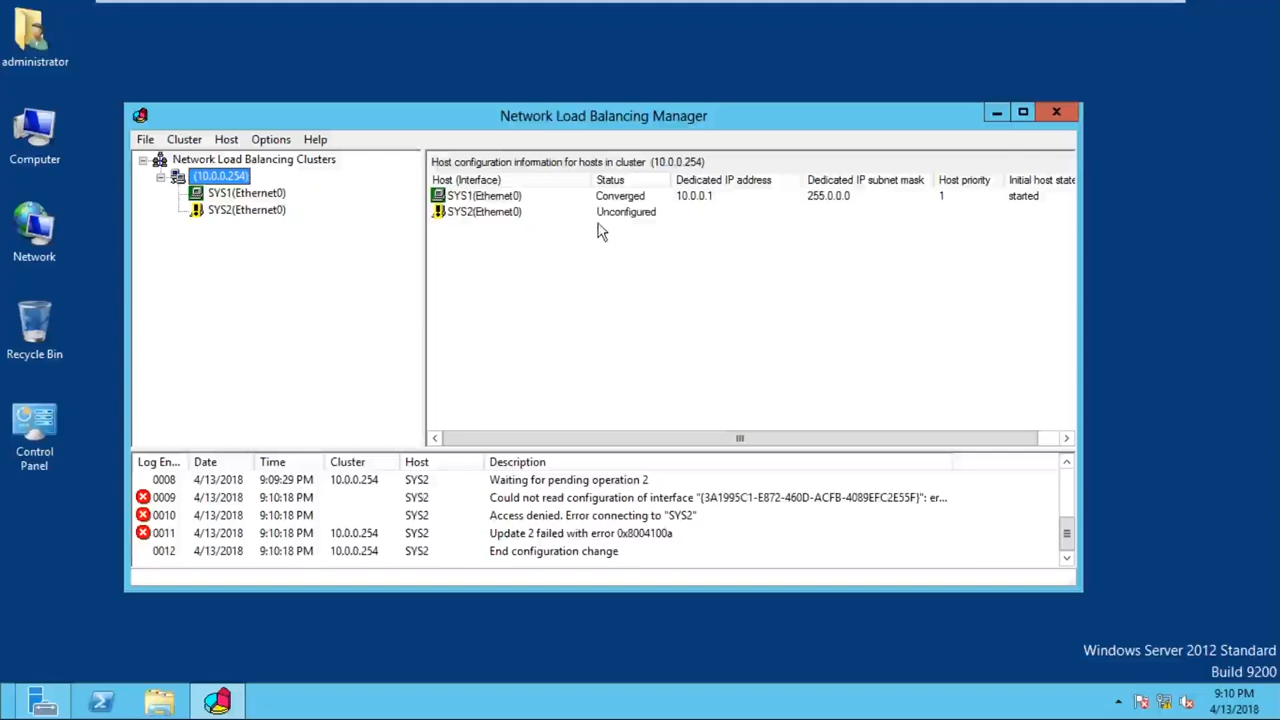 administrator
Computer
Network
Recycle Bin
Control
Panel
Network Load Balancing Manager
File Cluster Host Options Help
Network Load Balancing Clusters
(10.0.0.254)
SYS1(Ethernet0)
SYS2(Ethernet0)
Host configuration information for hosts in cluster (10.0.0.254)
Host (Interface) Status Dedicated IP address Dedicated IP subnet mask Host priority Initial host state
SYS1(Ethernet0) Converged 10.0.0.1 255.0.0.0 1 started
SYS2(Ethernet0) Unconfigured
Log En... Date Time Cluster Host Description
0008 4/13/2018 9:09:29 PM 10.0.0.254 SYS2 Waiting for pending operation 2
0009 4/13/2018 9:10:18 PM SYS2 Could not read configuration of interface "{3A1995C1-E872-460D-ACFB-4089EFC2E55F}": er...
0010 4/13/2018 9:10:18 PM SYS2 Access denied. Error connecting to "SYS2"
0011 4/13/2018 9:10:18 PM 10.0.0.254 SYS2 Update 2 failed with error 0x8004100a
0012 4/13/2018 9:10:18 PM 10.0.0.254 SYS2 End configuration change
Windows Server 2012 Standard
Build 9200
9:10 PM
4/13/2018